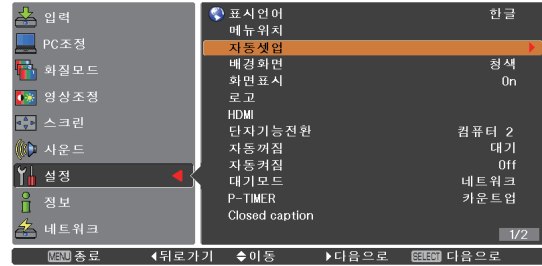 입력
PC조정
화질모드
영상조정
스크린
사운드
설정
정보
네트워크
표시언어 한글
메뉴위치
자동셋업
배경화면 청색
화면표시 On
로고
HDMI
단자기능전환 컴퓨터 2
자동꺼짐 대기
자동켜짐 Off
대기모드 네트워크
P-TIMER 카운트업
Closed caption
1/2
MENU 종료 뒤로가기 이동 다음으로 SELECT 다음으로